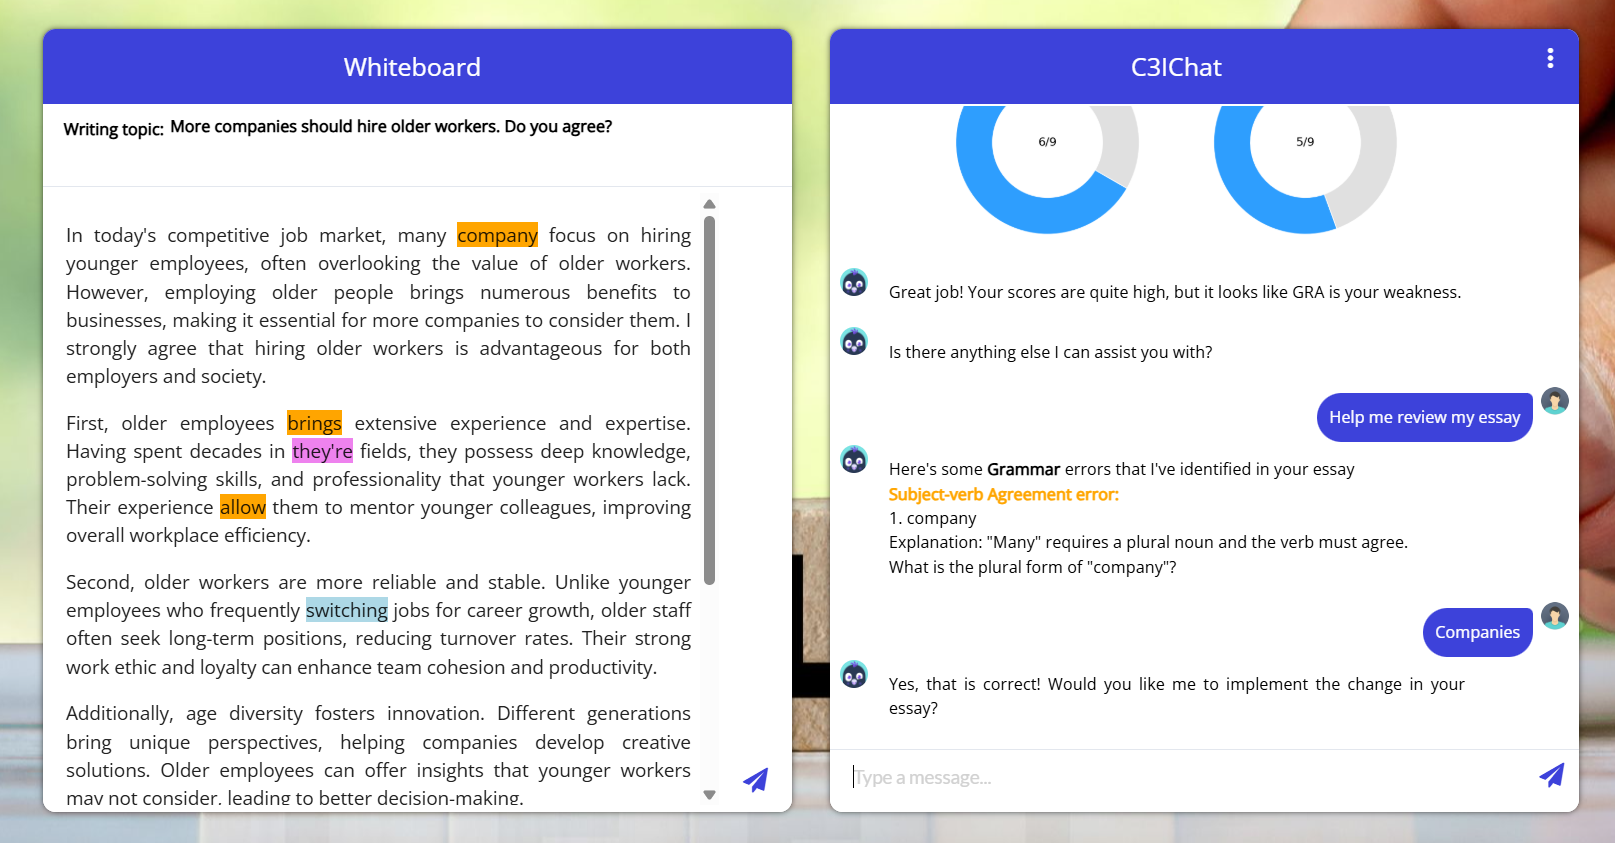 Whiteboard
Writing topic: More companies should hire older workers. Do you agree?
In today's competitive job market, many company focus on hiring
younger employees, often overlooking the value of older workers.
However, employing older people brings numerous benefits to
businesses, making it essential for more companies to consider them. I
strongly agree that hiring older workers is advantageous for both
employers and society.
First, older employees brings extensive experience and expertise.
Having spent decades in they're fields, they possess deep knowledge,
problem-solving skills, and professionality that younger workers lack.
Their experience allow them to mentor younger colleagues, improving
overall workplace efficiency.
Second, older workers are more reliable and stable. Unlike younger
employees who frequently switching jobs for career growth, older staff
often seek long-term positions, reducing turnover rates. Their strong
work ethic and loyalty can enhance team cohesion and productivity.
Additionally, age diversity fosters innovation. Different generations
bring unique perspectives, helping companies develop creative
solutions. Older employees can offer insights that younger workers
may not consider, leading to better decision-making.
C3IChat
6/9
5/9
Great job! Your scores are quite high, but it looks like GRA is your weakness.
Is there anything else I can assist you with?
Help me review my essay
Here's some Grammar errors that I've identified in your essay
Subject-verb Agreement error:
1. company
Explanation: "Many" requires a plural noun and the verb must agree.
What is the plural form of "company"?
Companies
Yes, that is correct! Would you like me to implement the change in your
essay?
Type a message...